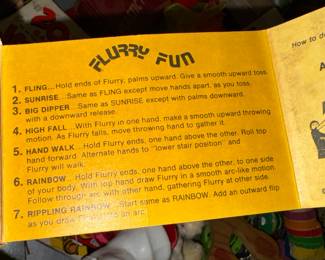 FLURRY FUN
1. FLING...Hold ends of Flurry, palms upward. Give a smooth upward toss.
2. SUNRISE...Same as FLING except move hands apart, as you toss.
3. BIG DIPPER...Same as SUNRISE except with palms downward.
with a downward release.
4. HIGH FALL...With Flurry in one hand, make a smooth upward throwing
motion. As Flurry falls, move throwing hand to gather it.
5. HAND WALK...Hold Flurry ends, one hand above the other. Roll top
hand forward. Alternate hands to "lower stair position" and
Flurry will walk.
6. RAINBOW...Hold Flurry ends, one hand above the other, to one side
of your body. With top hand draw Flurry in a smooth arc-like motion.
Follow through arc with other hand, gathering Flurry at other side.
7. RIPPLING RAINBOW...Start same as RAINBOW. Add an outward flip
as you draw Flurry into an arc.
How to d
A